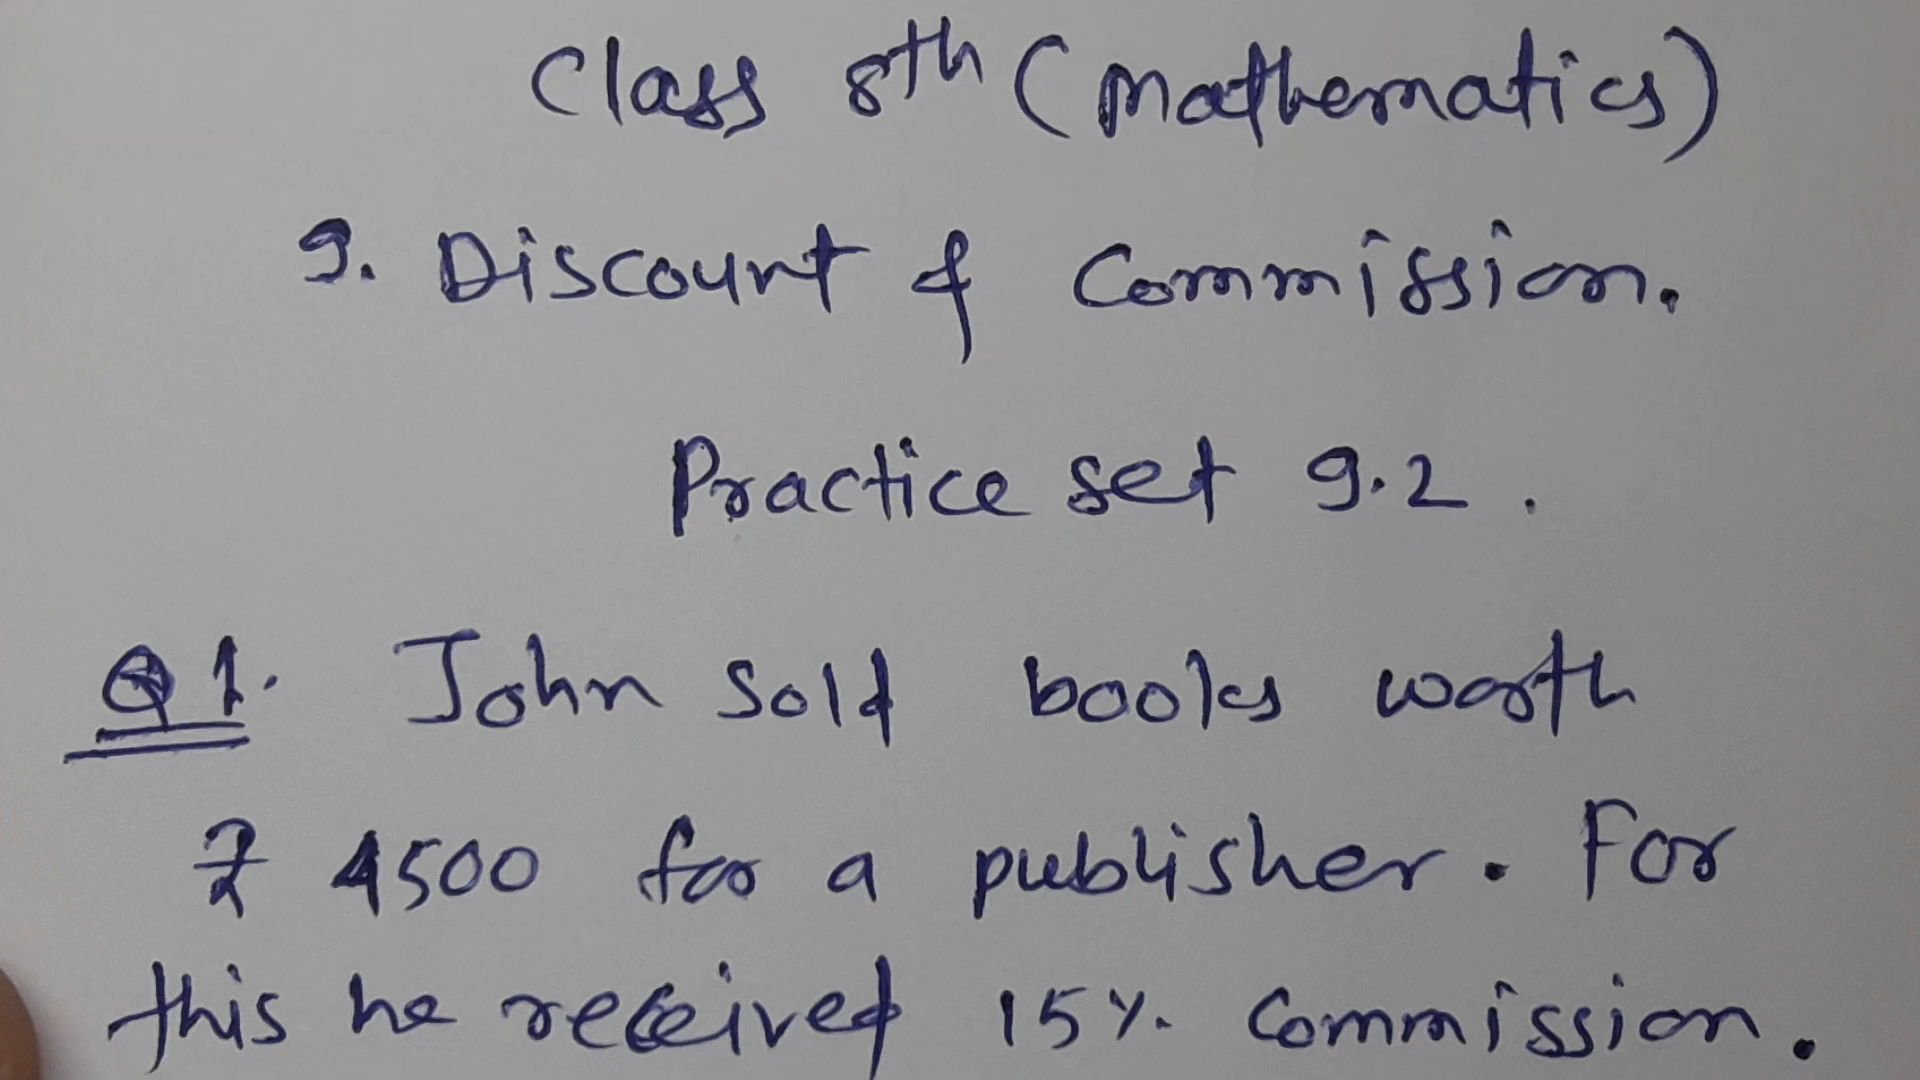 Class 8th (Mathematics)
9. Discount & Commission.
Practice set 9.2.
Q1. John sold books worth
₹ 4500 for a publisher. For
this he received 15% Commission.